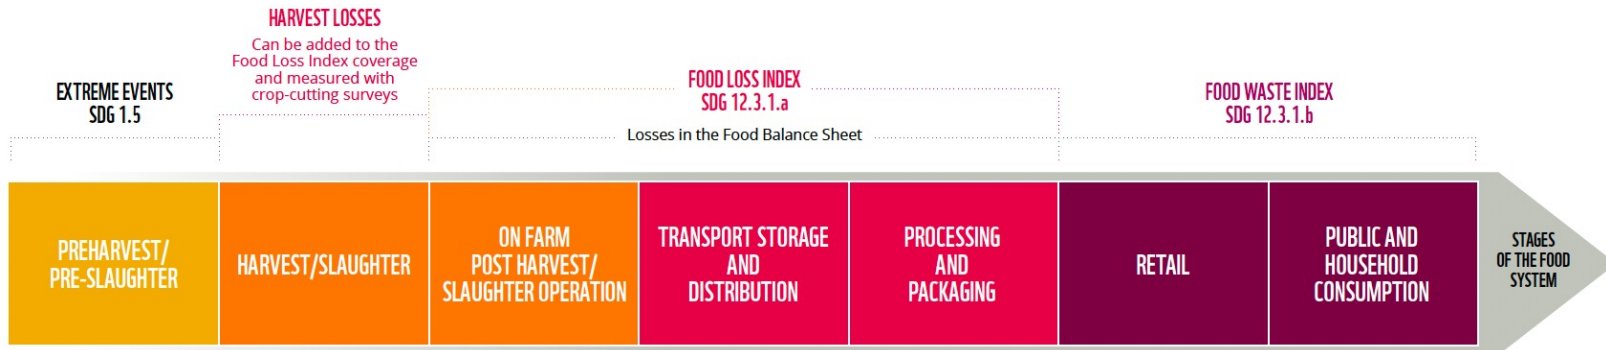 HARVEST LOSSES
Can be added to the
Food Loss Index coverage
and measured with
crop-cutting surveys
EXTREME EVENTS
SDG 1.5
FOOD LOSS INDEX
SDG 12.3.1.a
Losses in the Food Balance Sheet
FOOD WASTE INDEX
SDG 12.3.1.b
PREHARVEST/
PRE-SLAUGHTER
HARVEST/SLAUGHTER
ON FARM
POST HARVEST/
SLAUGHTER OPERATION
TRANSPORT STORAGE
AND
DISTRIBUTION
PROCESSING
AND
PACKAGING
RETAIL
PUBLIC AND
HOUSEHOLD
CONSUMPTION
STAGES
OF THE FOOD
SYSTEM